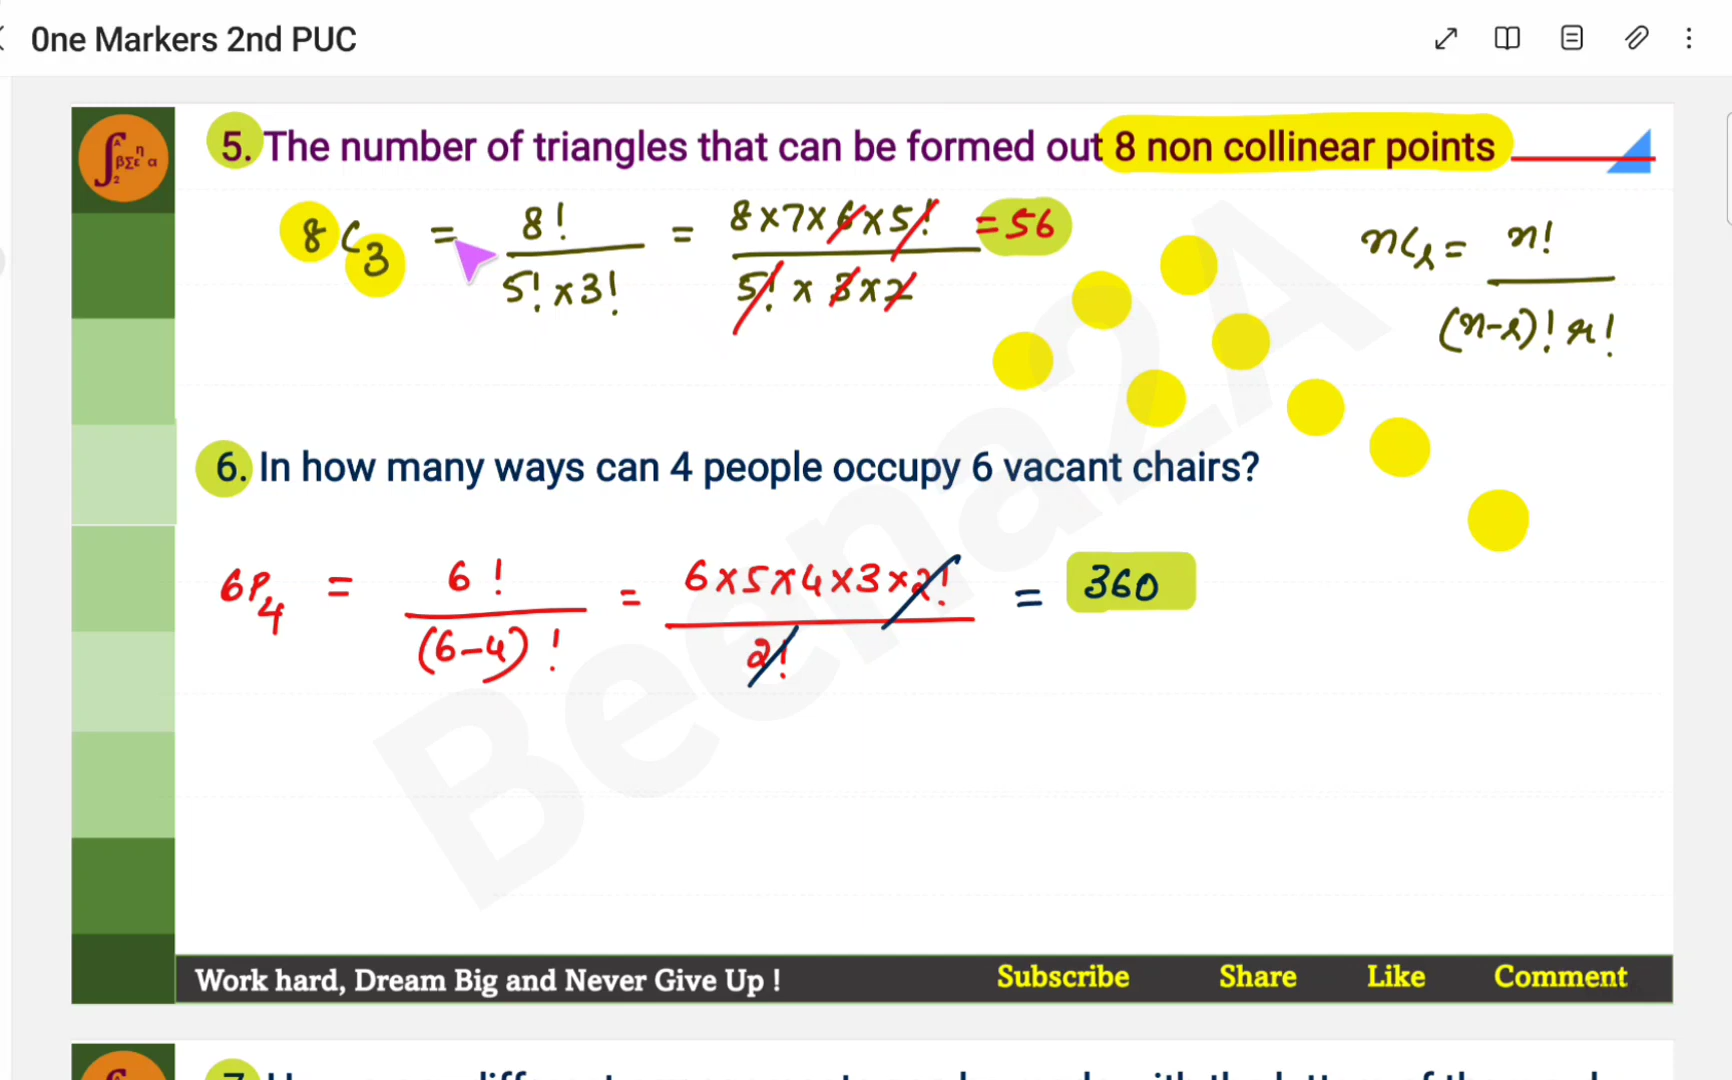 0ne Markers 2nd PUC
5. The number of triangles that can be formed out 8 non collinear points
8C3 = 8! / 5! x 3! = 8x7x6x5! / 5! x 3x2 = 56
nCr = n! / (n-r)! r!
6. In how many ways can 4 people occupy 6 vacant chairs?
6P4 = 6! / (6-4)! = 6x5x4x3x2! / 2! = 360
Beena2A
Work hard, Dream Big and Never Give Up ! Subscribe Share Like Comment